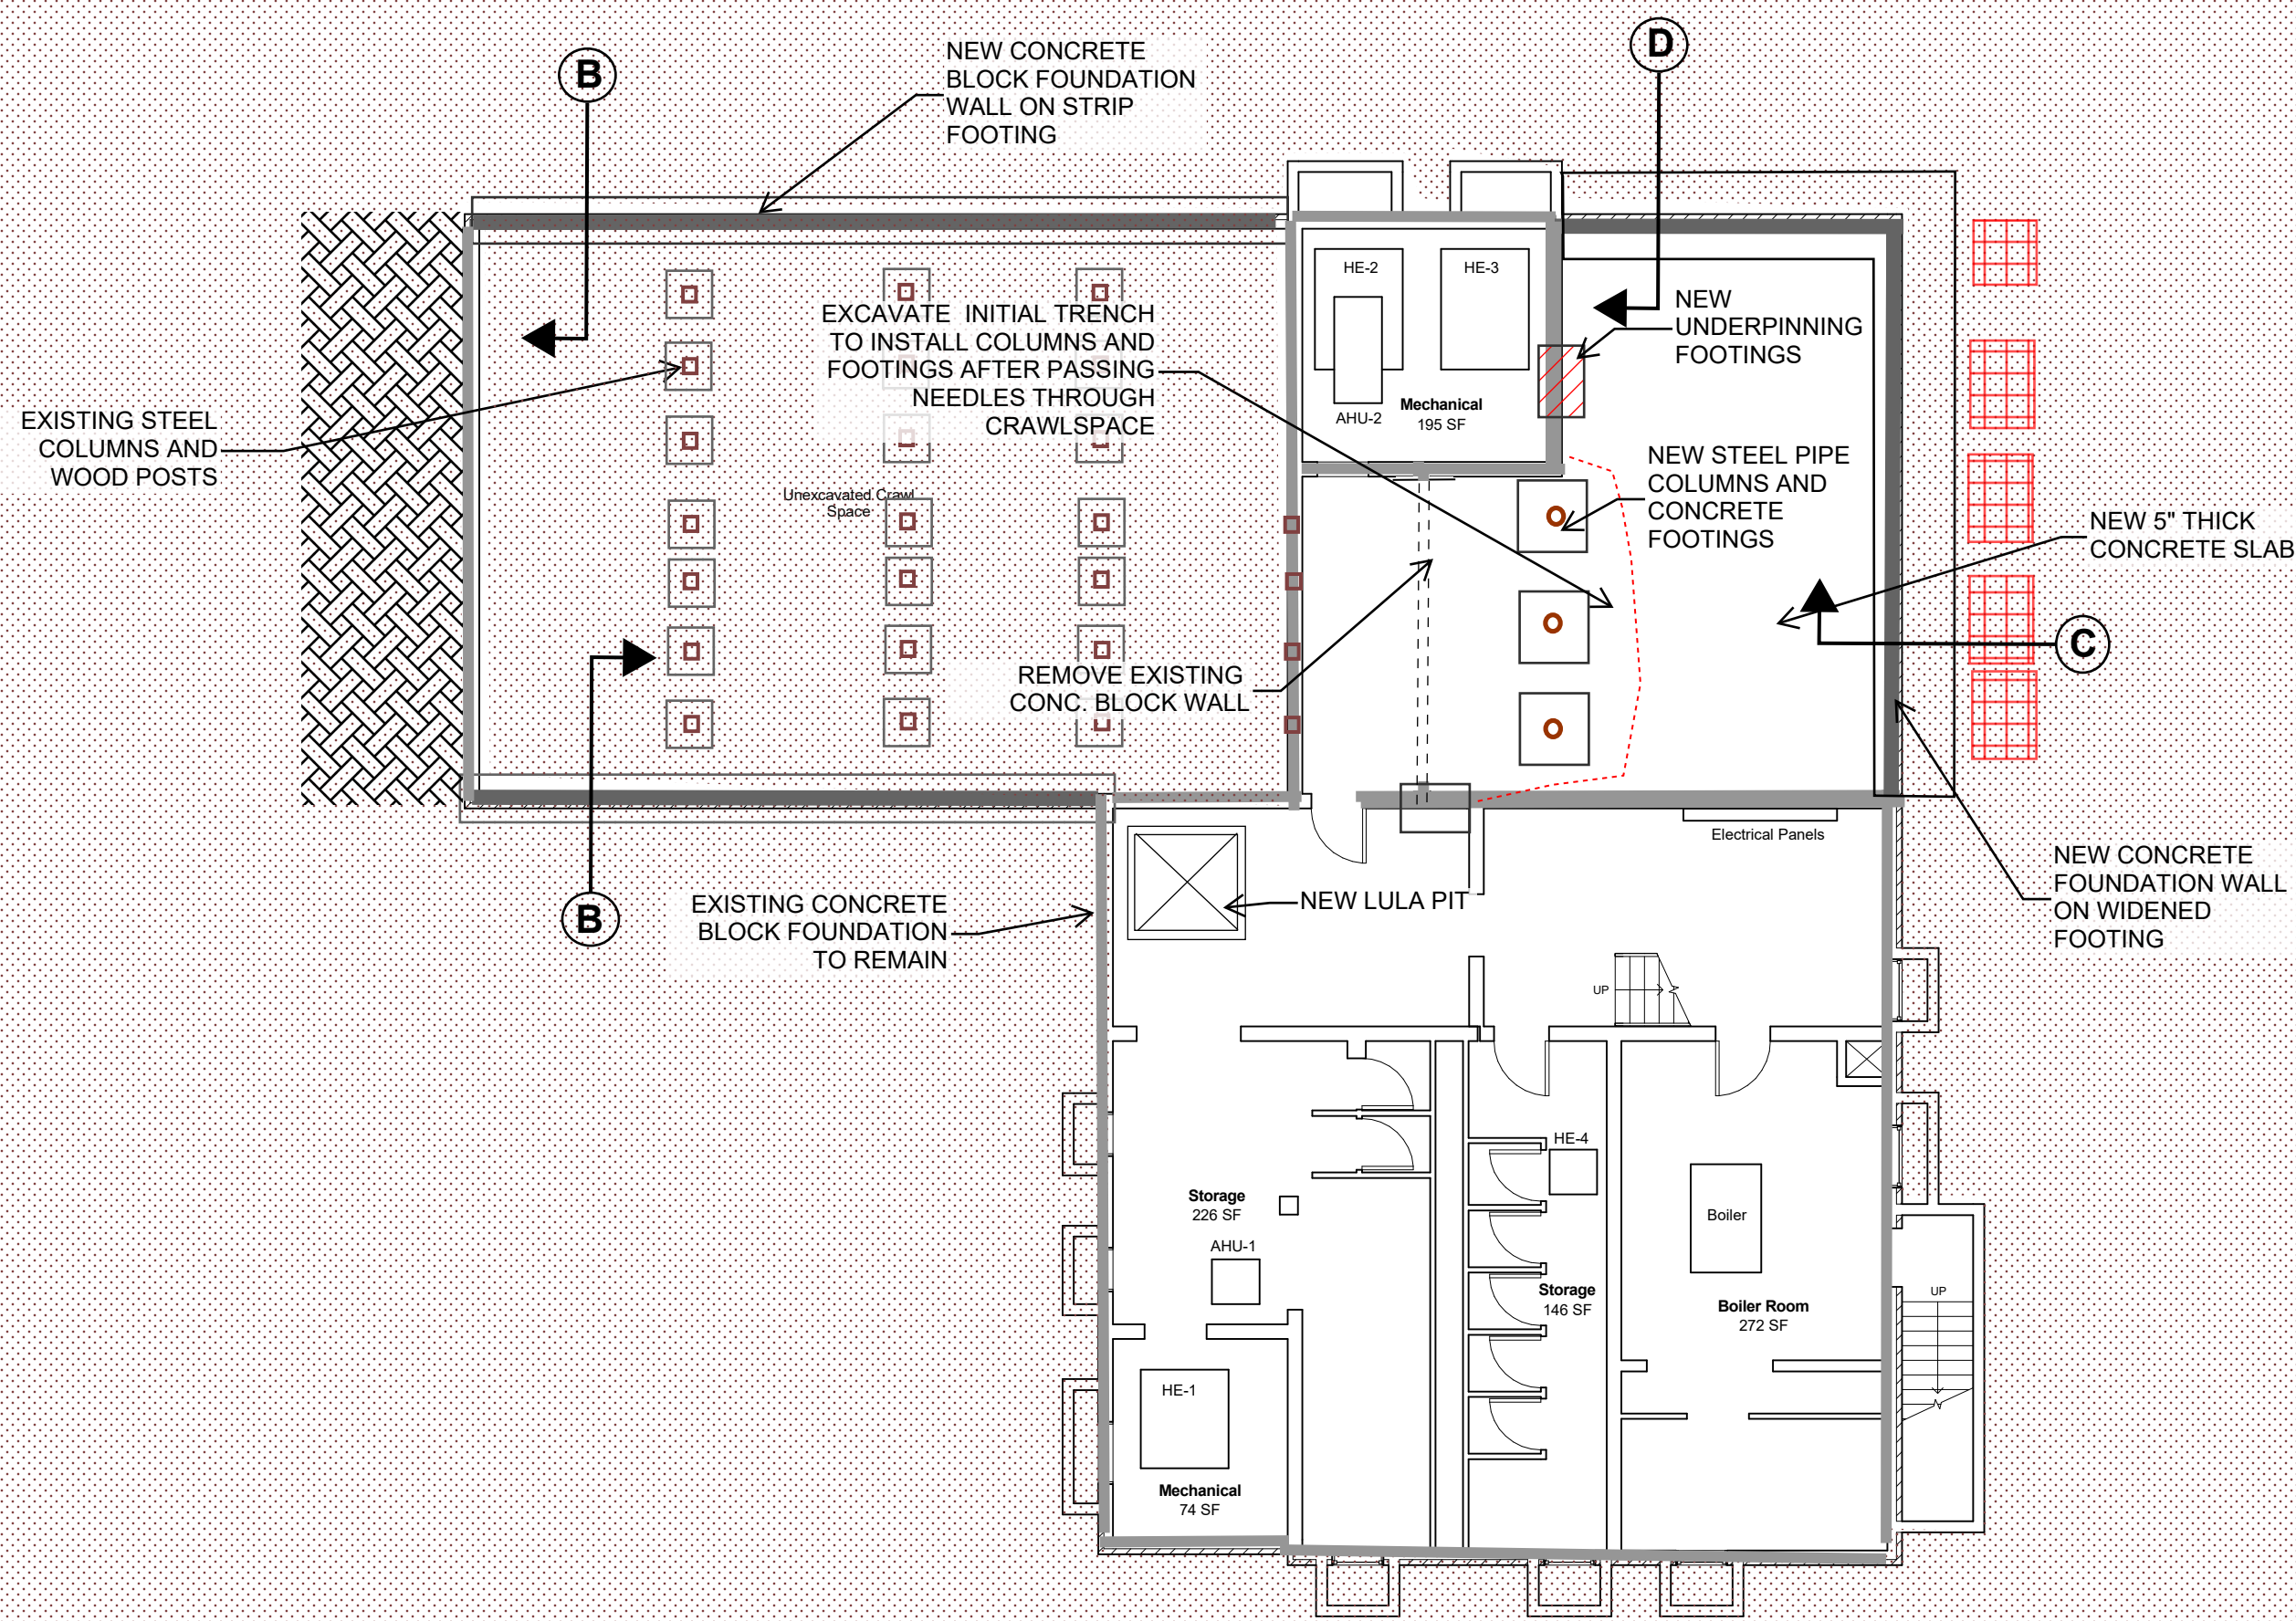 B
D
NEW CONCRETE
BLOCK FOUNDATION
WALL ON STRIP
FOOTING
HE-2
HE-3
AHU-2
Mechanical
195 SF
NEW
UNDERPINNING
FOOTINGS
EXCAVATE INITIAL TRENCH
TO INSTALL COLUMNS AND
FOOTINGS AFTER PASSING
NEEDLES THROUGH
CRAWLSPACE
EXISTING STEEL
COLUMNS AND
WOOD POSTS
NEW STEEL PIPE
COLUMNS AND
CONCRETE
FOOTINGS
Unexcavated Crawl
Space
NEW 5" THICK
CONCRETE SLAB
C
REMOVE EXISTING
CONC. BLOCK WALL
Electrical Panels
NEW CONCRETE
FOUNDATION WALL
ON WIDENED
FOOTING
B
EXISTING CONCRETE
BLOCK FOUNDATION
TO REMAIN
NEW LULA PIT
UP
HE-4
Storage
226 SF
AHU-1
Boiler
Storage
146 SF
Boiler Room
272 SF
UP
HE-1
Mechanical
74 SF